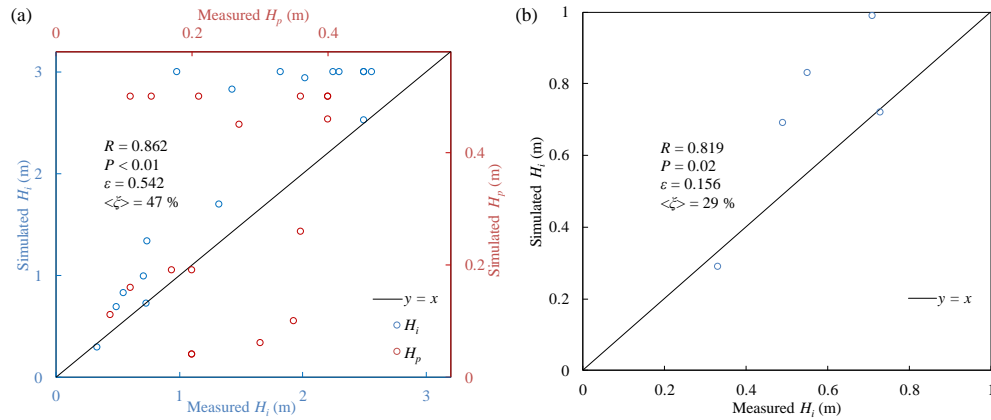 (a)
Measured Hp (m)
0
0.2
0.4
3
2
1
0
Simulated Hi (m)
R = 0.862
P < 0.01
ε = 0.542
<ξ> = 47 %
0.4
0.2
0
Simulated Hp (m)
y = x
Hi
Hp
0
1
2
3
Measured Hi (m)
(b)
1
0.8
0.6
0.4
0.2
0
Simulated Hi (m)
R = 0.819
P = 0.02
ε = 0.156
<ξ> = 29 %
y = x
0
0.2
0.4
0.6
0.8
1
Measured Hi (m)